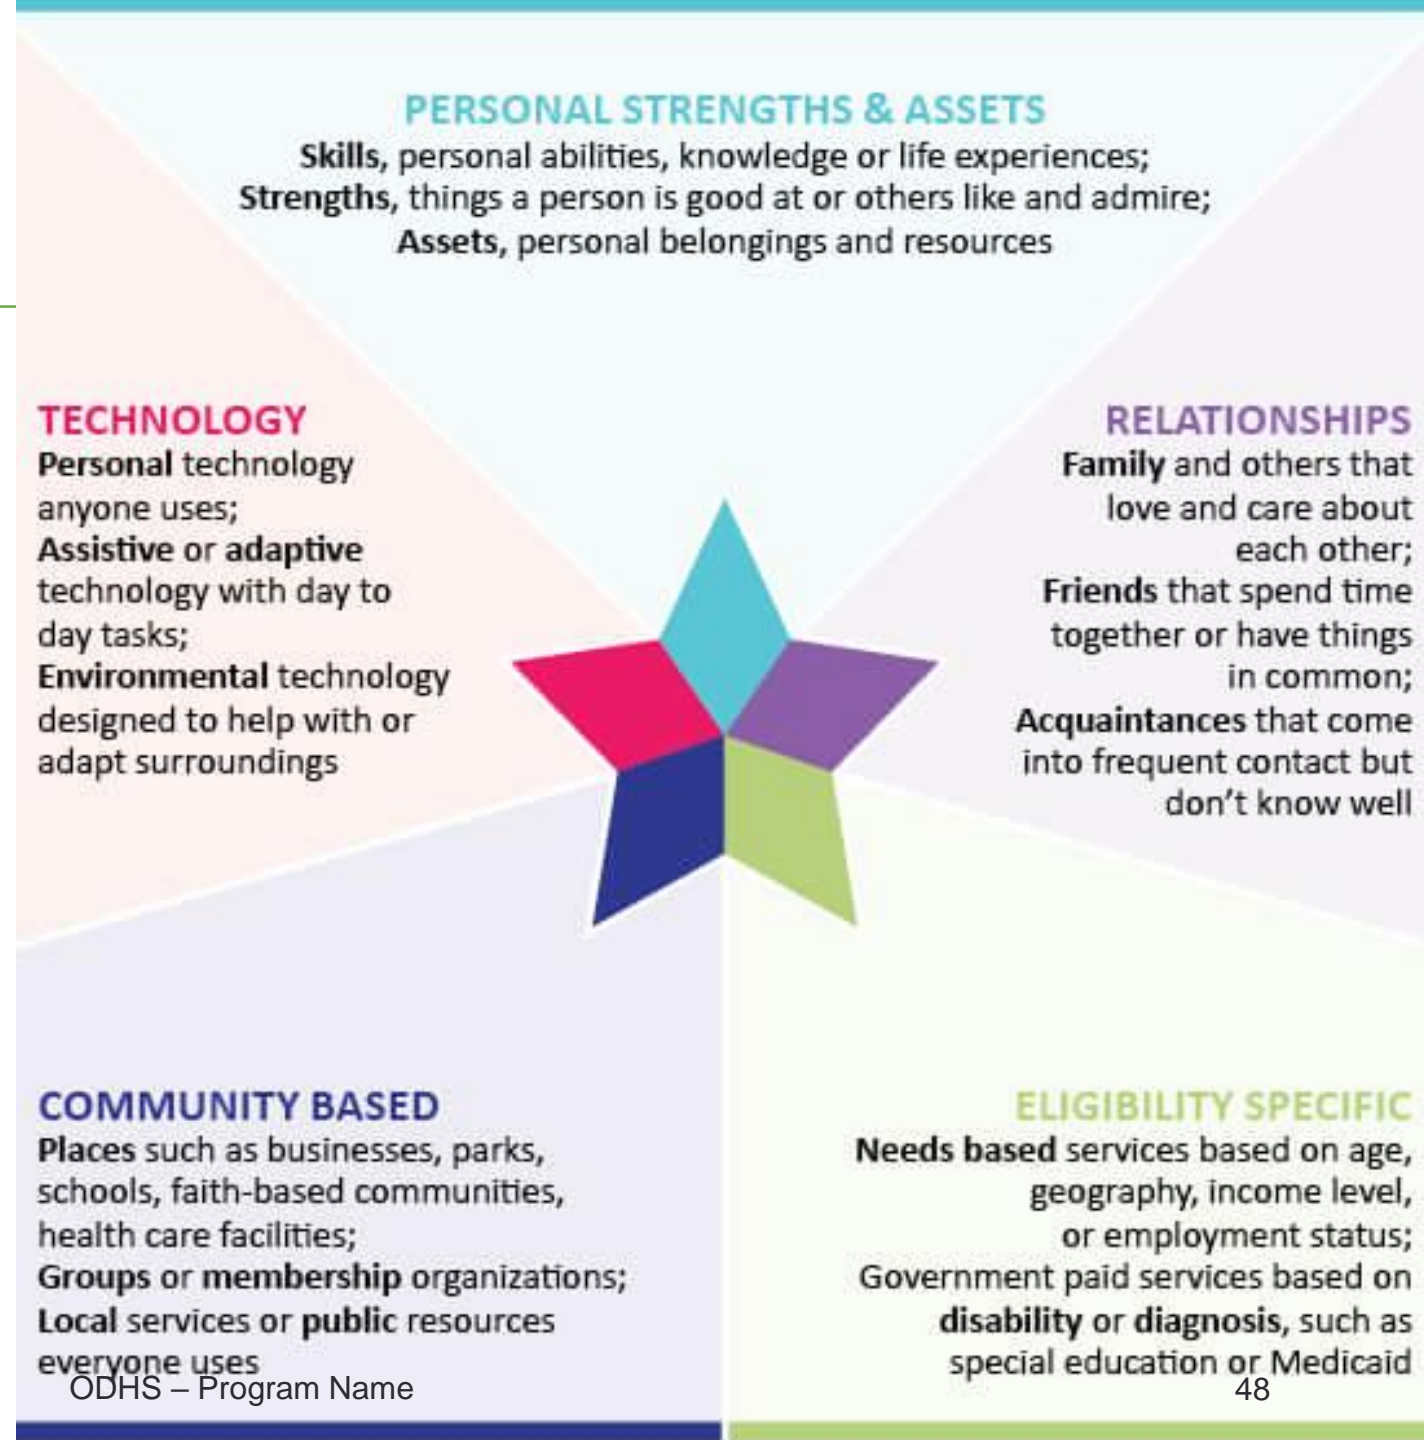 PERSONAL STRENGTHS & ASSETS
Skills, personal abilities, knowledge or life experiences;
Strengths, things a person is good at or others like and admire;
Assets, personal belongings and resources
TECHNOLOGY
Personal technology
anyone uses;
Assistive or adaptive
technology with day to
day tasks;
Environmental technology
designed to help with or
adapt surroundings
RELATIONSHIPS
Family and others that
love and care about
each other;
Friends that spend time
together or have things
in common;
Acquaintances that come
into frequent contact but
don’t know well
COMMUNITY BASED
Places such as businesses, parks,
schools, faith-based communities,
health care facilities;
Groups or membership organizations;
Local services or public resources
everyone uses
ELIGIBILITY SPECIFIC
Needs based services based on age,
geography, income level,
or employment status;
Government paid services based on
disability or diagnosis, such as
special education or Medicaid
ODHS – Program Name
48